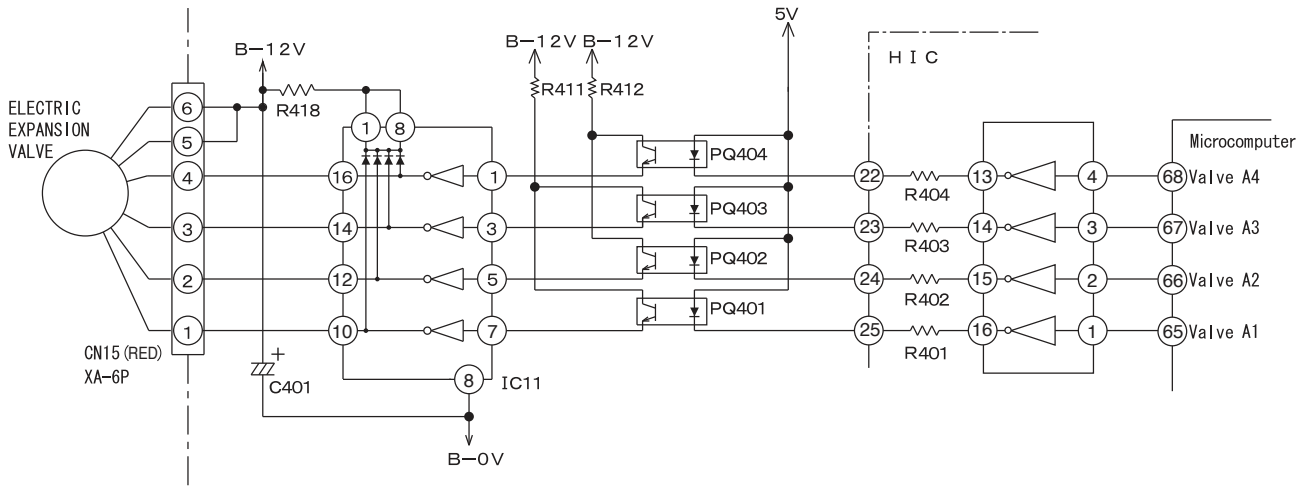 5V
B-12V
B-12V B-12V
H I C
R411
R412
ELECTRIC
EXPANSION
VALVE
6
R418
1
8
Microcomputer
5
PQ404
4
16
1
22
13
4
68
Valve A4
R404
PQ403
3
14
3
23
14
3
67
Valve A3
R403
PQ402
2
12
5
24
15
2
66
Valve A2
R402
PQ401
1
10
7
25
16
1
65
Valve A1
R401
CN15 (RED)
XA-6P
+
C401
8
IC11
B-0V